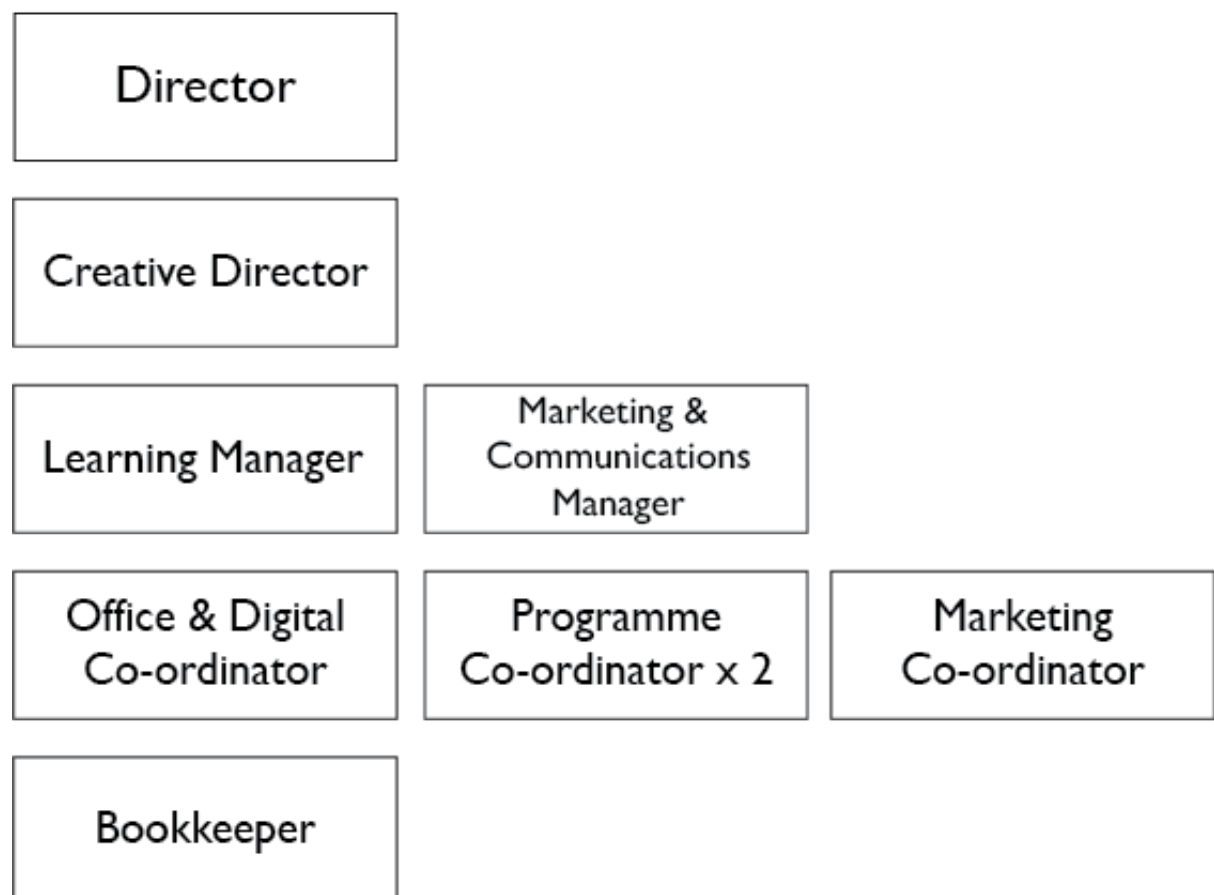 Director
Creative Director
Learning Manager
Marketing &
Communications
Manager
Office & Digital
Co-ordinator
Programme
Co-ordinator x 2
Marketing
Co-ordinator
Bookkeeper